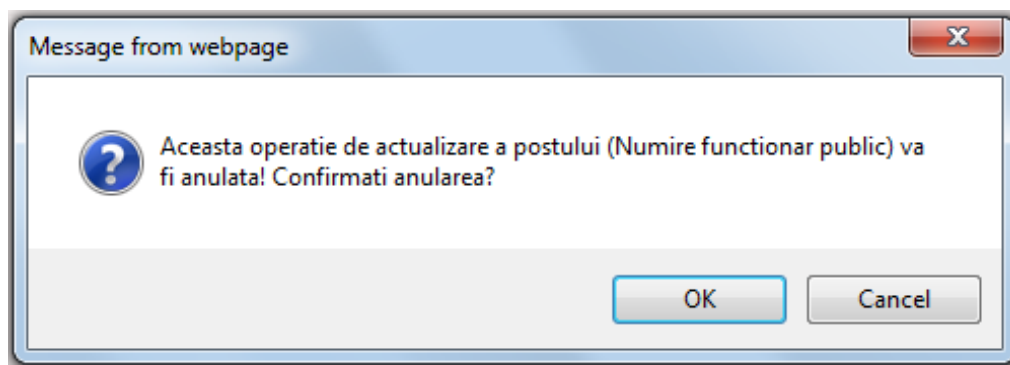 Message from webpage
Aceasta operatie de actualizare a postului (Numire functionar public) va
fi anulata! Confirmati anularea?
OK
Cancel